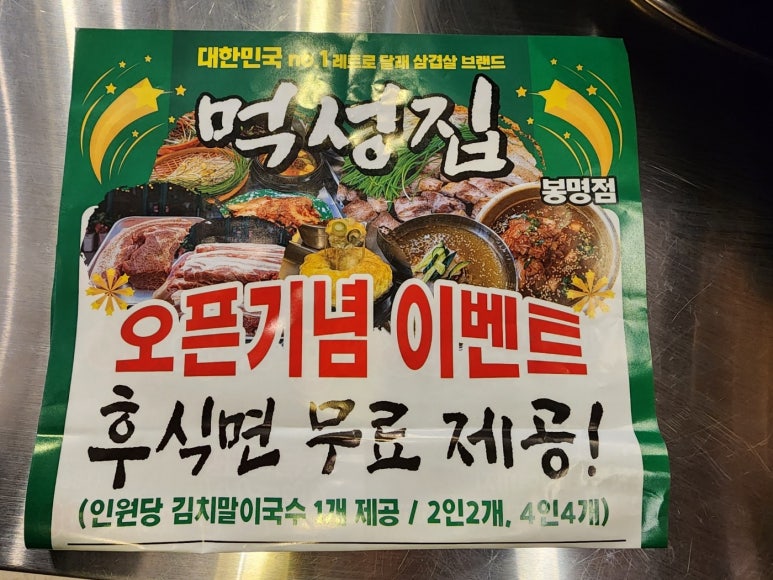 대한민국 no.1 레트로 달래 삼겹살 브랜드
먹성집
봉명점
오픈기념 이벤트
후식면 무료 제공!
(인원당 김치말이국수 1개 제공 / 2인2개, 4인4개)